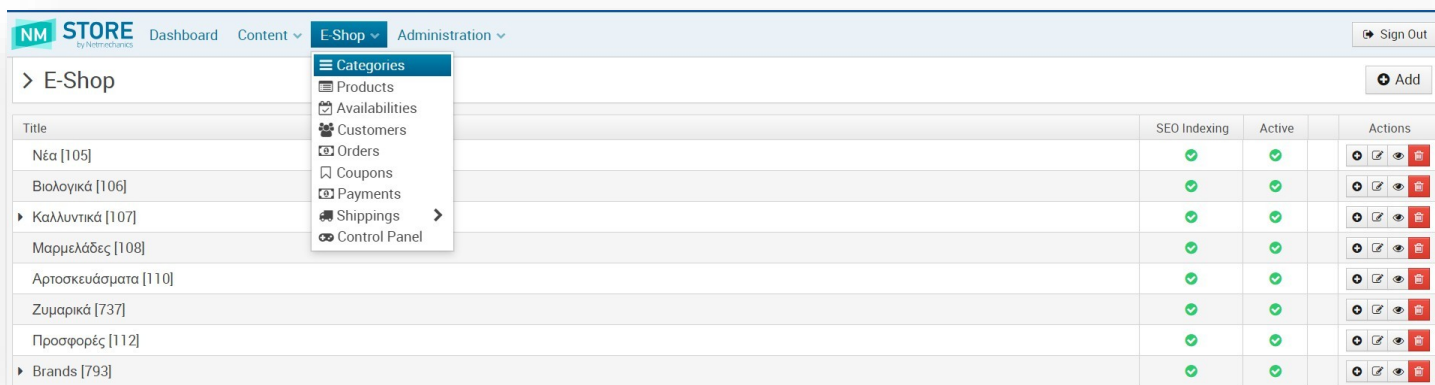 NM STORE
by Netmechanics
Dashboard Content E-Shop Administration Sign Out
E-Shop Add
Categories
Products
Availabilities
Customers
Orders
Coupons
Payments
Shippings
Control Panel
Title SEO Indexing Active Actions
Νέα [105]
Βιολογικά [106]
Καλλυντικά [107]
Μαρμελάδες [108]
Αρτοσκευάσματα [110]
Ζυμαρικά [737]
Προσφορές [112]
Brands [793]